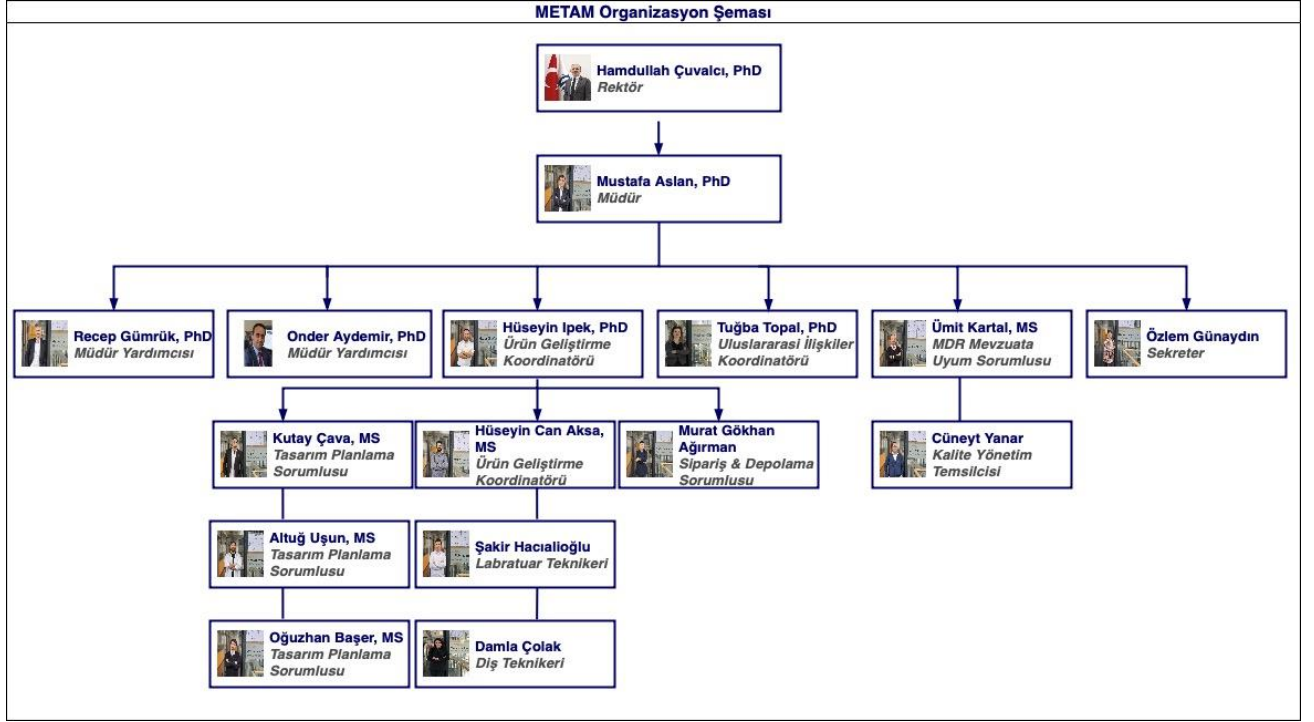 METAM Organizasyon Şeması
Hamdullah Çuvalcı, PhD
Rektör
Mustafa Aslan, PhD
Müdür
Recep Gümrük, PhD
Müdür Yardımcısı
Onder Aydemir, PhD
Müdür Yardımcısı
Hüseyin Ipek, PhD
Ürün Geliştirme
Koordinatörü
Tuğba Topal, PhD
Uluslararasi İlişkiler
Koordinatörü
Ümit Kartal, MS
MDR Mevzuata
Uyum Sorumlusu
Özlem Günaydın
Sekreter
Kutay Çava, MS
Tasarım Planlama
Sorumlusu
Hüseyin Can Aksa,
MS
Ürün Geliştirme
Koordinatörü
Murat Gökhan
Ağırman
Sipariş & Depolama
Sorumlusu
Cüneyt Yanar
Kalite Yönetim
Temsilcisi
Altuğ Uşun, MS
Tasarım Planlama
Sorumlusu
Şakir Hacıalioğlu
Labratuar Teknikeri
Oğuzhan Başer, MS
Tasarım Planlama
Sorumlusu
Damla Çolak
Diş Teknikeri